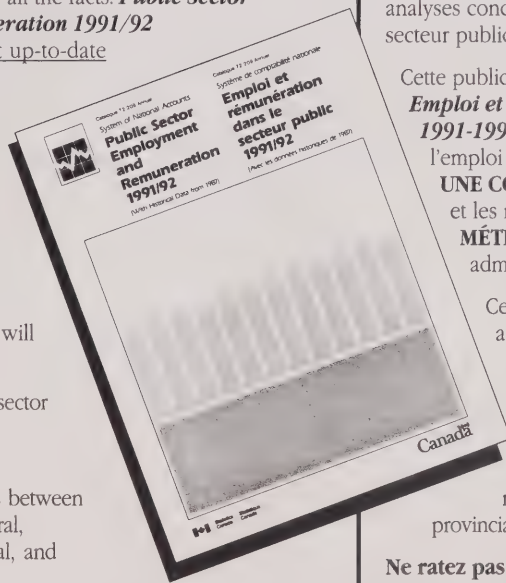 all the facts. Public Sector
eration 1991/92
t up-to-date
will
sector
s between
ral,
al, and
Catalogue 72-209 Annual
System of National Accounts
Public Sector
Employment
and
Remuneration
1991/92
(With Historical Data from 1987)
Catalogue 72-209 Annuel
Système de comptabilité nationale
Emploi et
rémunération
dans le
secteur public
1991/92
(Avec les données historiques de 1987)
Statistics
Canada
Statistique
Canada
Canada
analyses conc
secteur public
Cette public
Emploi et
1991-199
l'emploi
UNE CO
et les
MÉT
adm
Ce
a
provincia
Ne ratez pas